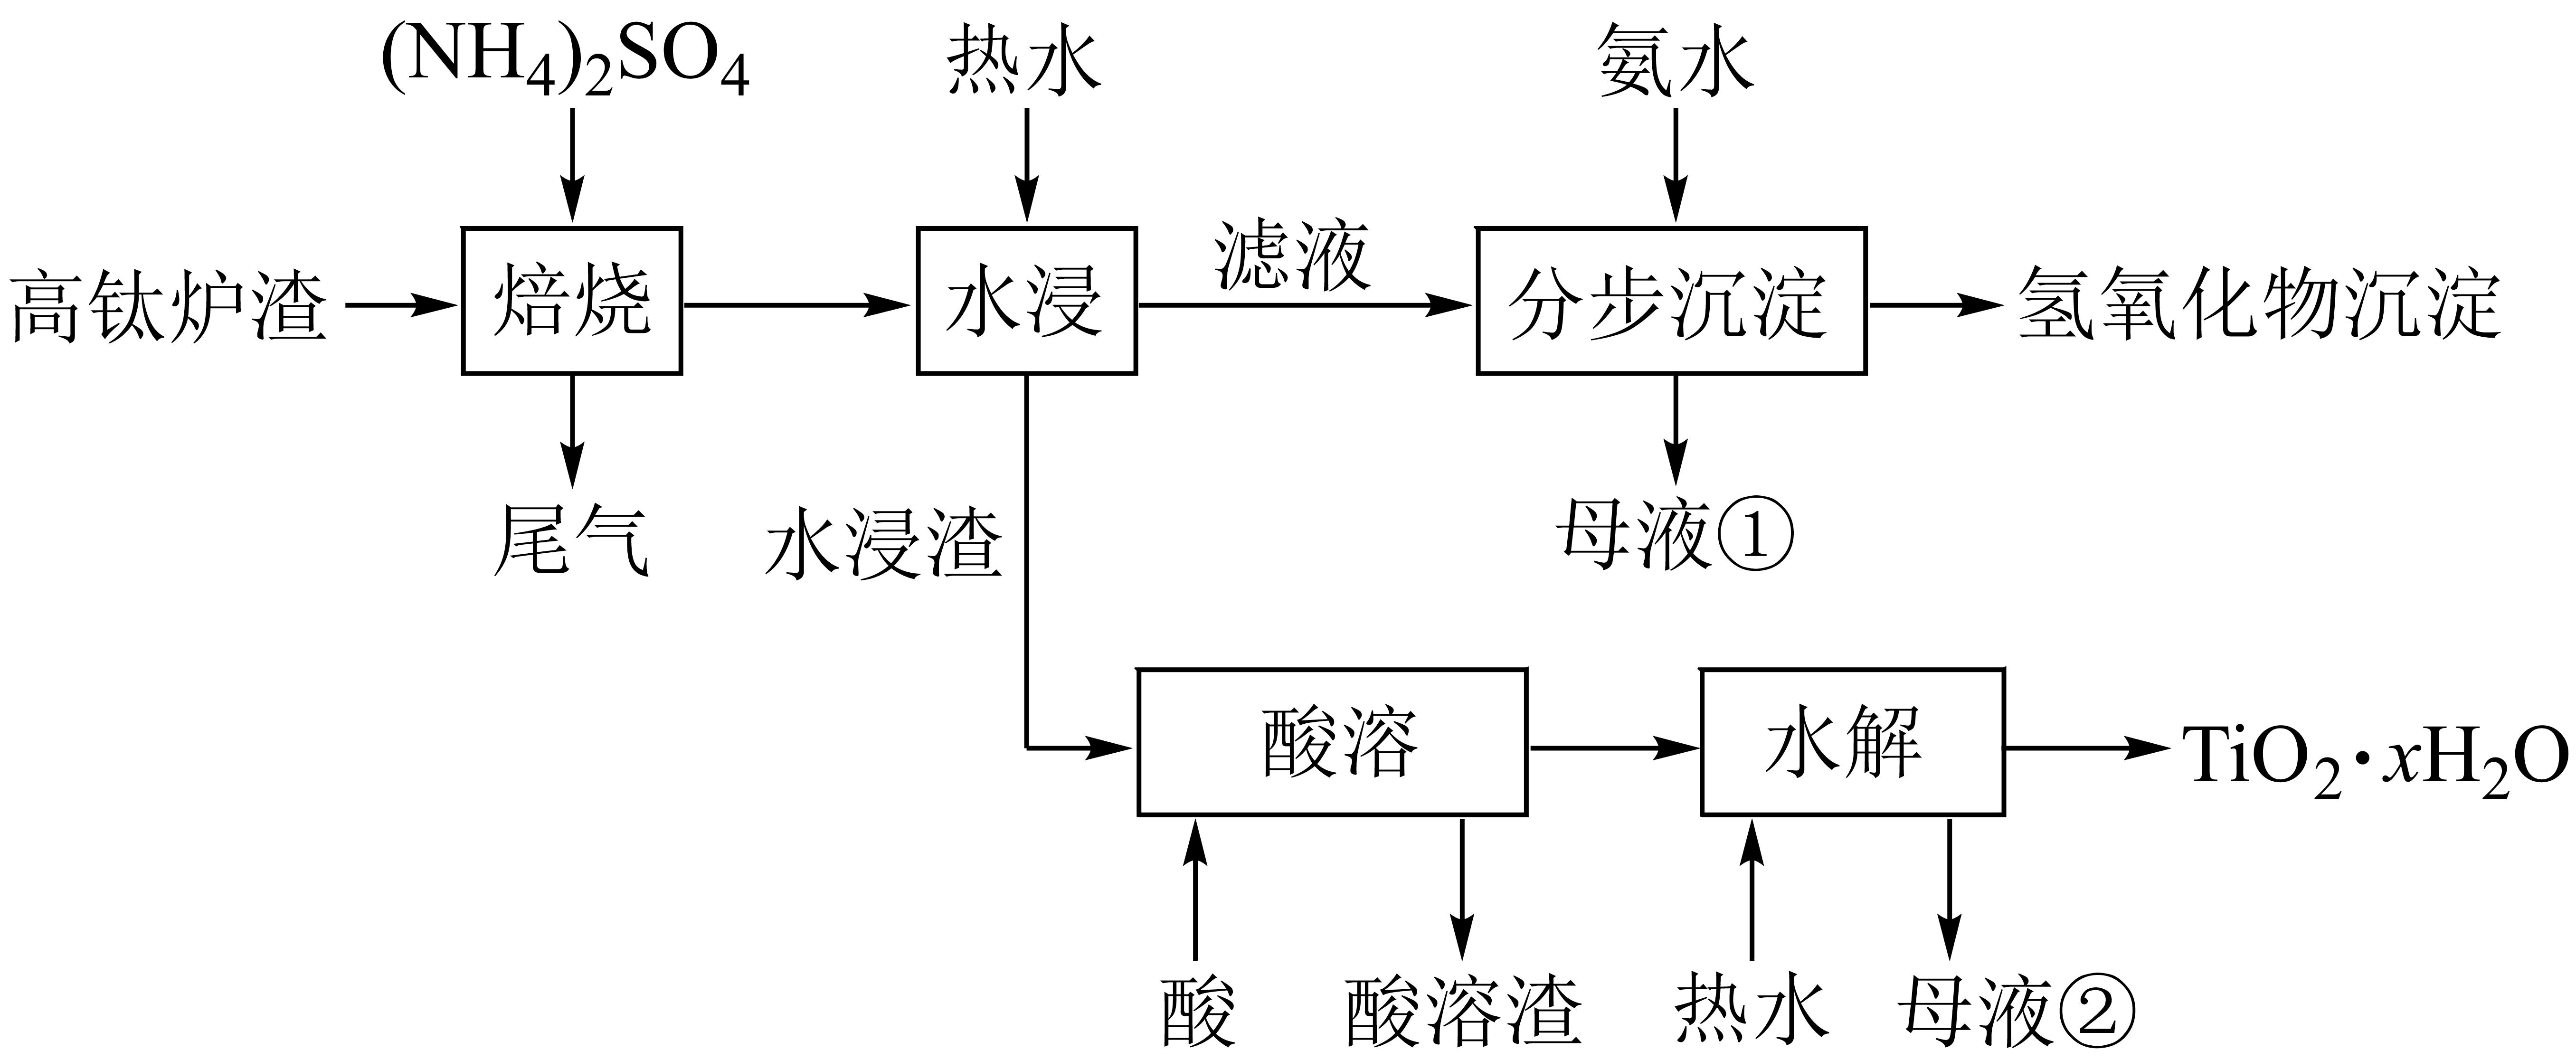 (NH4)2SO4
热水
氨水
高钛炉渣
焙烧
水浸
滤液
分步沉淀
氢氧化物沉淀
尾气
水浸渣
母液①
酸溶
水解
TiO2·xH2O
酸
酸溶渣
热水
母液②